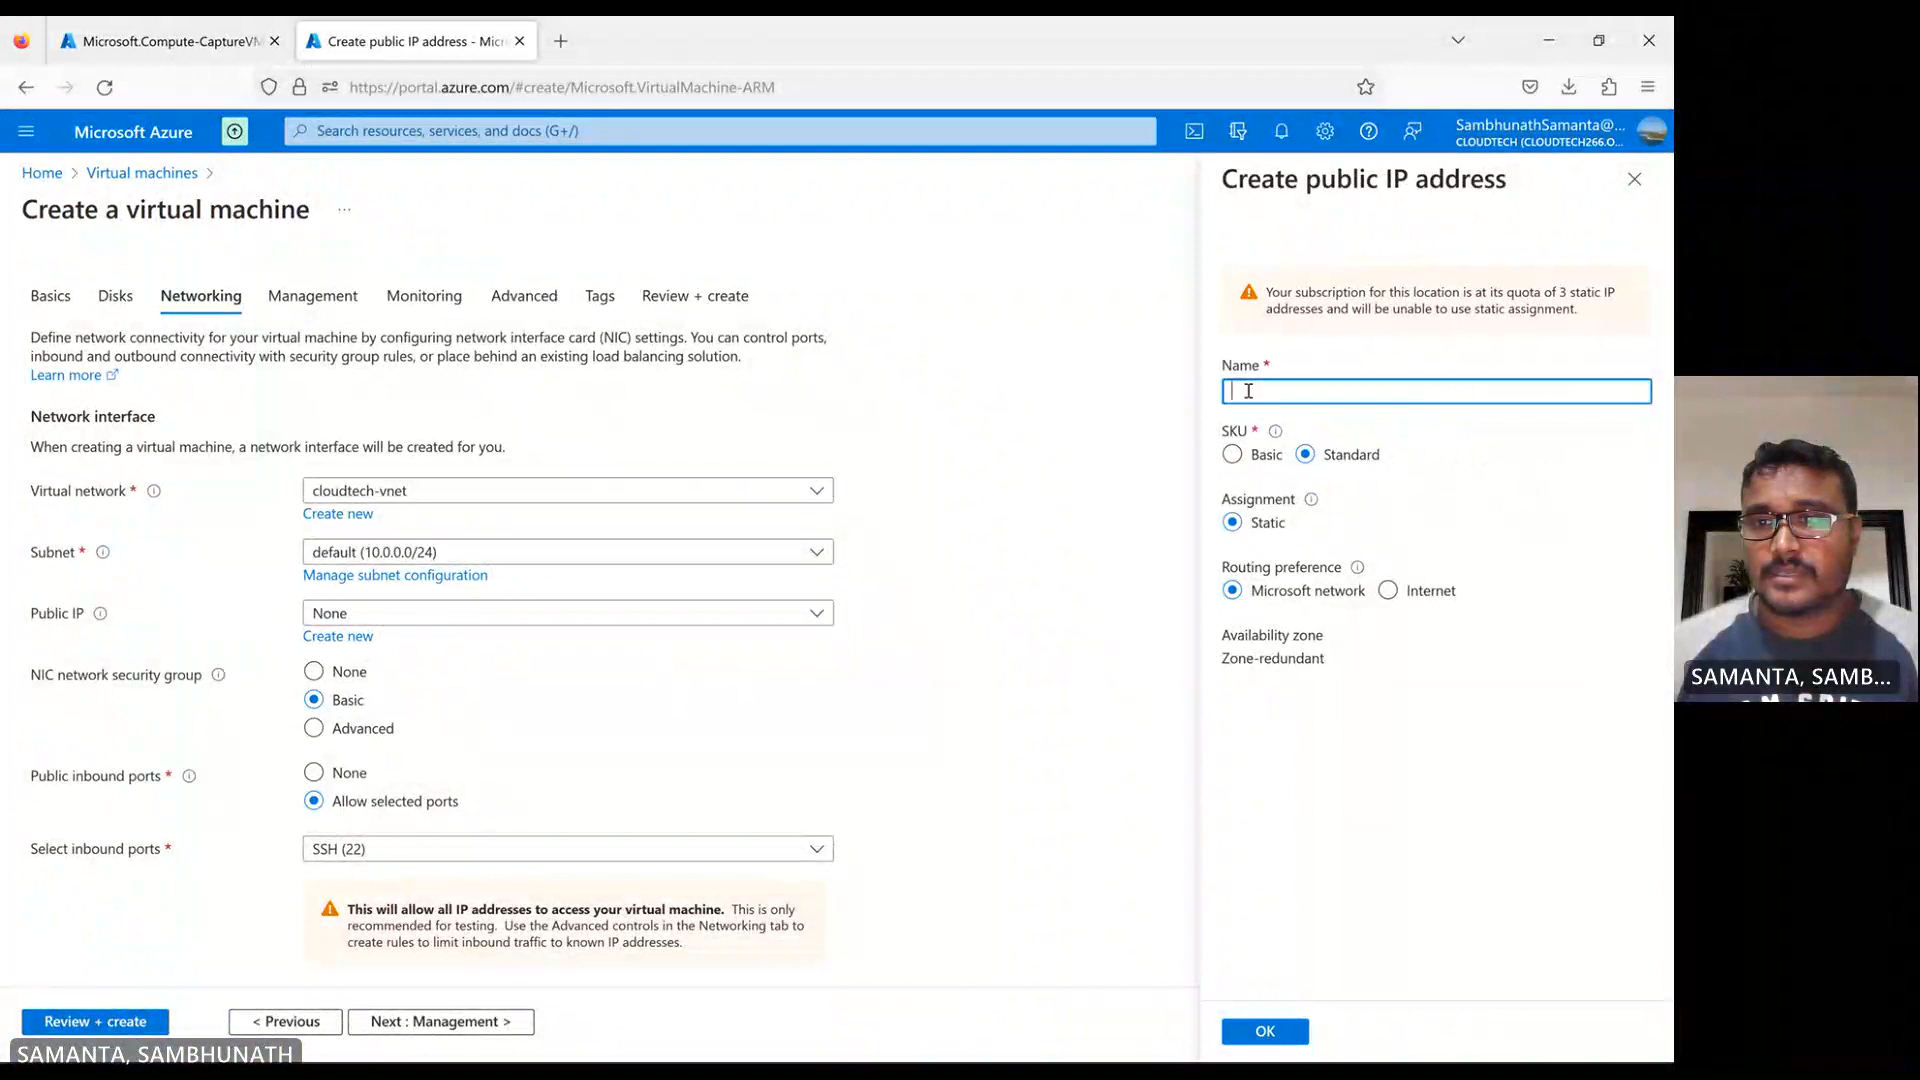 Microsoft.Compute-CaptureVM
Create public IP address - Micr
https://portal.azure.com/#create/Microsoft.VirtualMachine-ARM
Microsoft Azure
Search resources, services, and docs (G+/)
SambhunathSamanta@...
CLOUDTECH (CLOUDTECH266.O...
Home > Virtual machines >
Create a virtual machine ...
Basics Disks Networking Management Monitoring Advanced Tags Review + create
Define network connectivity for your virtual machine by configuring network interface card (NIC) settings. You can control ports,
inbound and outbound connectivity with security group rules, or place behind an existing load balancing solution.
Learn more
Network interface
When creating a virtual machine, a network interface will be created for you.
Virtual network *
cloudtech-vnet
Create new
Subnet *
default (10.0.0.0/24)
Manage subnet configuration
Public IP
None
Create new
NIC network security group
None
Basic
Advanced
Public inbound ports *
None
Allow selected ports
Select inbound ports *
SSH (22)
This will allow all IP addresses to access your virtual machine. This is only
recommended for testing. Use the Advanced controls in the Networking tab to
create rules to limit inbound traffic to known IP addresses.
Review + create
< Previous
Next : Management >
SAMANTA, SAMBHUNATH
Create public IP address
Your subscription for this location is at its quota of 3 static IP
addresses and will be unable to use static assignment.
Name *
SKU *
Basic Standard
Assignment
Static
Routing preference
Microsoft network Internet
Availability zone
Zone-redundant
OK
SAMANTA, SAMB...